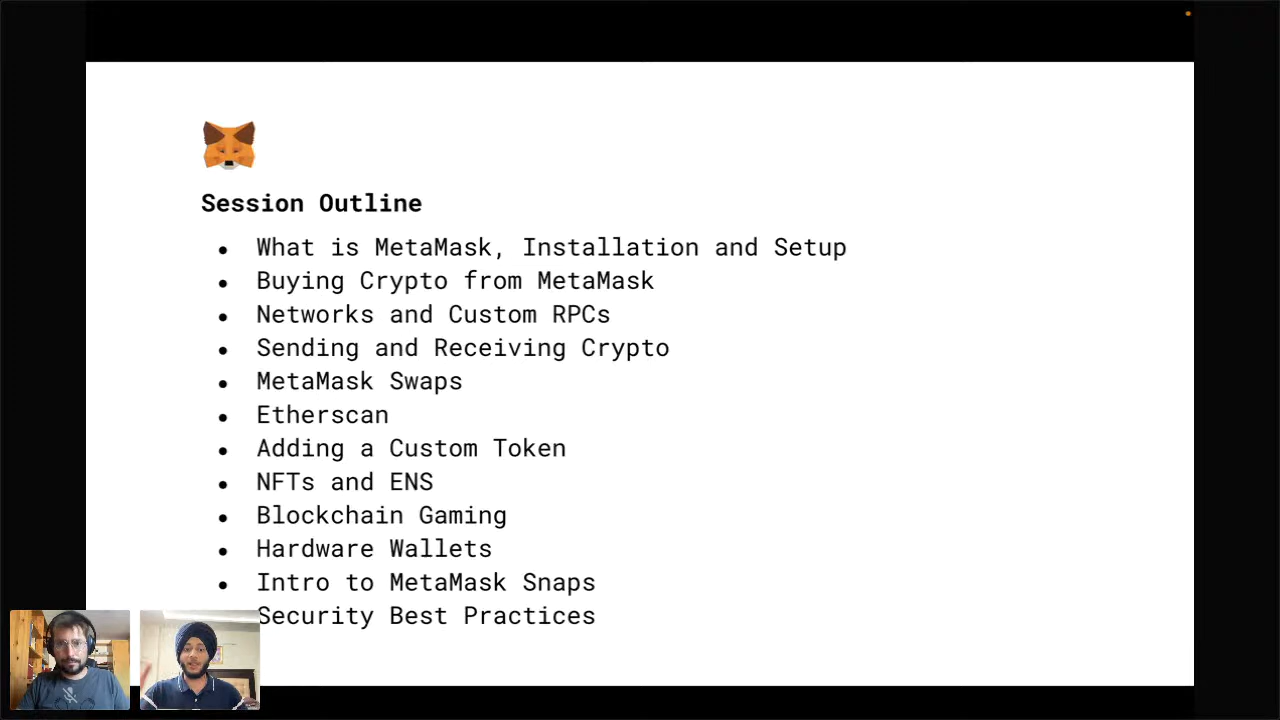 Session Outline
● What is MetaMask, Installation and Setup
● Buying Crypto from MetaMask
● Networks and Custom RPCs
● Sending and Receiving Crypto
● MetaMask Swaps
● Etherscan
● Adding a Custom Token
● NFTs and ENS
● Blockchain Gaming
● Hardware Wallets
● Intro to MetaMask Snaps
Security Best Practices